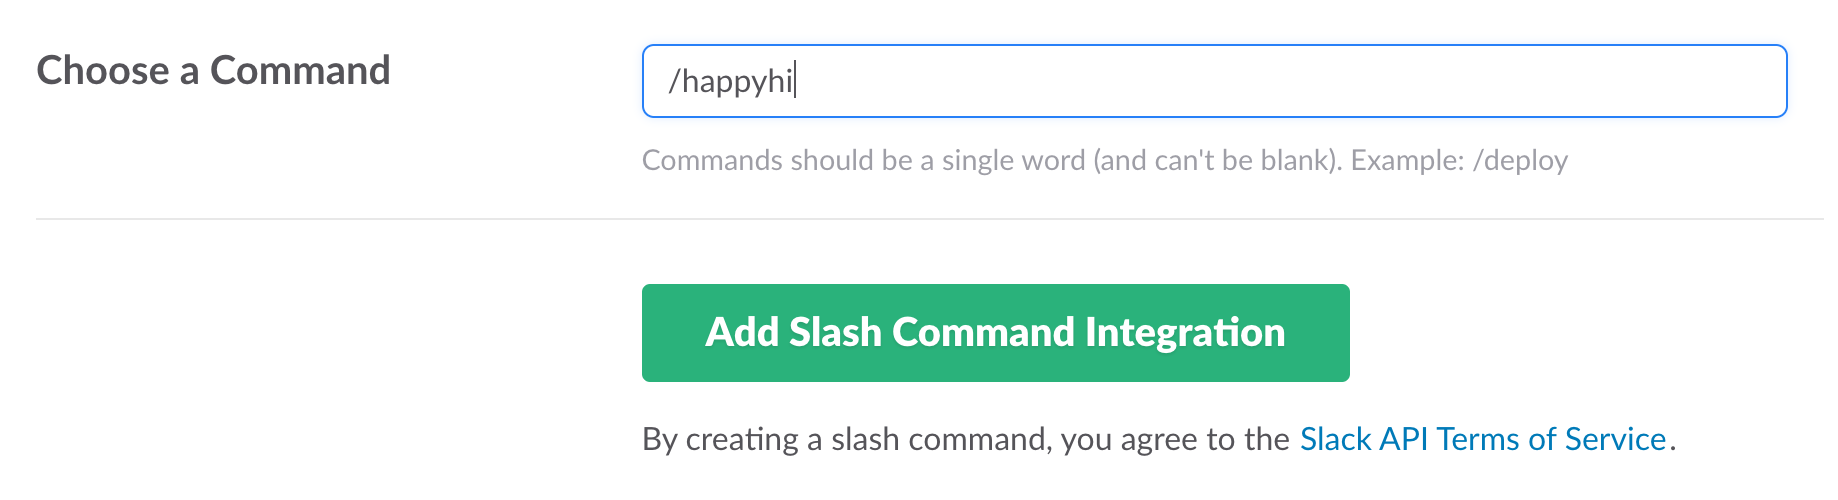 Choose a Command
/happyhi
Commands should be a single word (and can't be blank). Example: /deploy
Add Slash Command Integration
By creating a slash command, you agree to the Slack API Terms of Service.